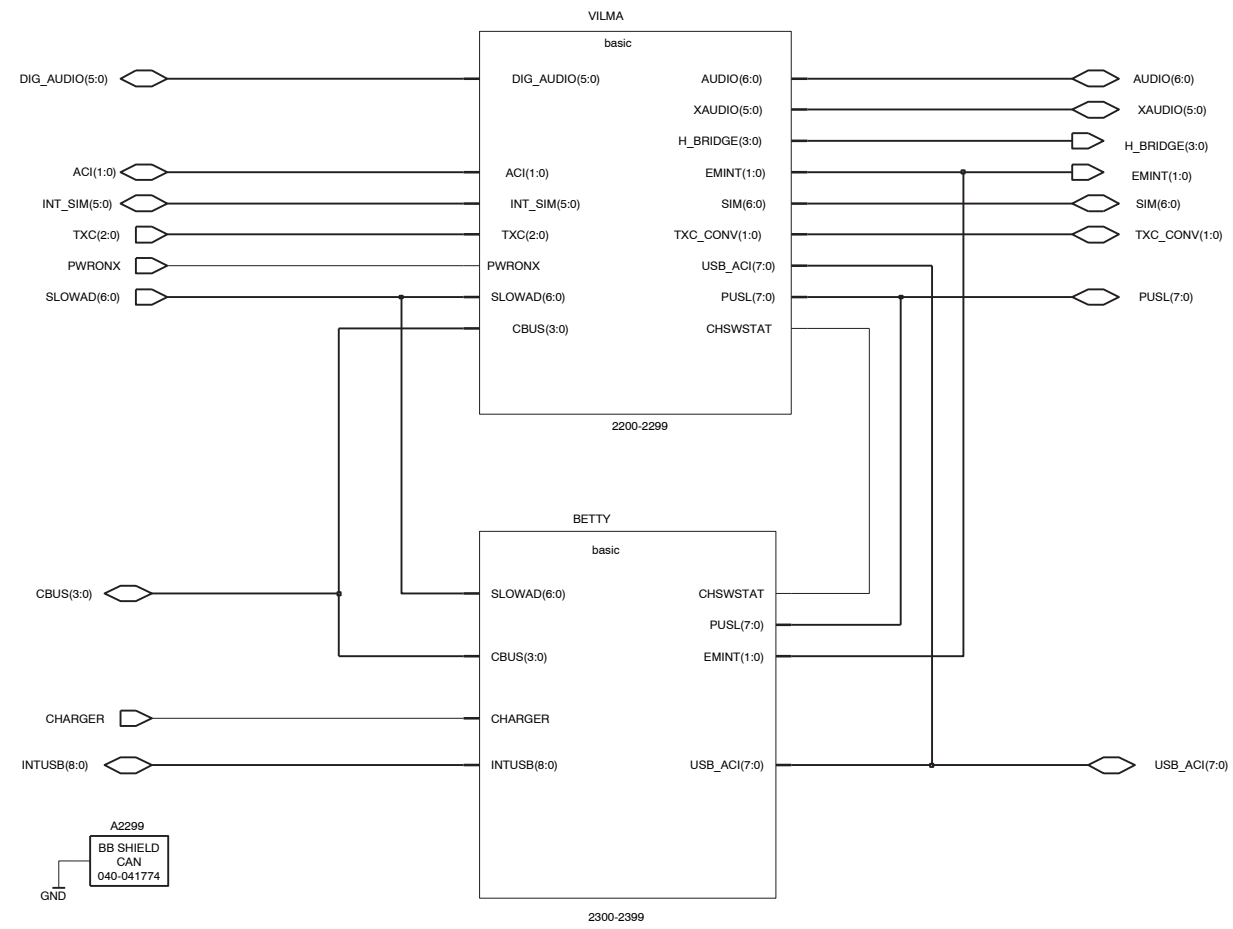 VILMA
basic
DIG_AUDIO(5:0) DIG_AUDIO(5:0) AUDIO(6:0) AUDIO(6:0)
XAUDIO(5:0) XAUDIO(5:0)
H_BRIDGE(3:0) H_BRIDGE(3:0)
ACI(1:0) ACI(1:0) EMINT(1:0) EMINT(1:0)
INT_SIM(5:0) INT_SIM(5:0) SIM(6:0) SIM(6:0)
TXC(2:0) TXC(2:0) TXC_CONV(1:0) TXC_CONV(1:0)
PWRONX PWRONX USB_ACI(7:0)
SLOWAD(6:0) SLOWAD(6:0) PUSL(7:0) PUSL(7:0)
CBUS(3:0) CHSWSTAT
2200-2299
BETTY
basic
CBUS(3:0) SLOWAD(6:0) CHSWSTAT
PUSL(7:0)
CBUS(3:0) EMINT(1:0)
CHARGER CHARGER
INTUSB(8:0) INTUSB(8:0) USB_ACI(7:0) USB_ACI(7:0)
A2299
BB SHIELD
CAN
040-041774
GND
2300-2399